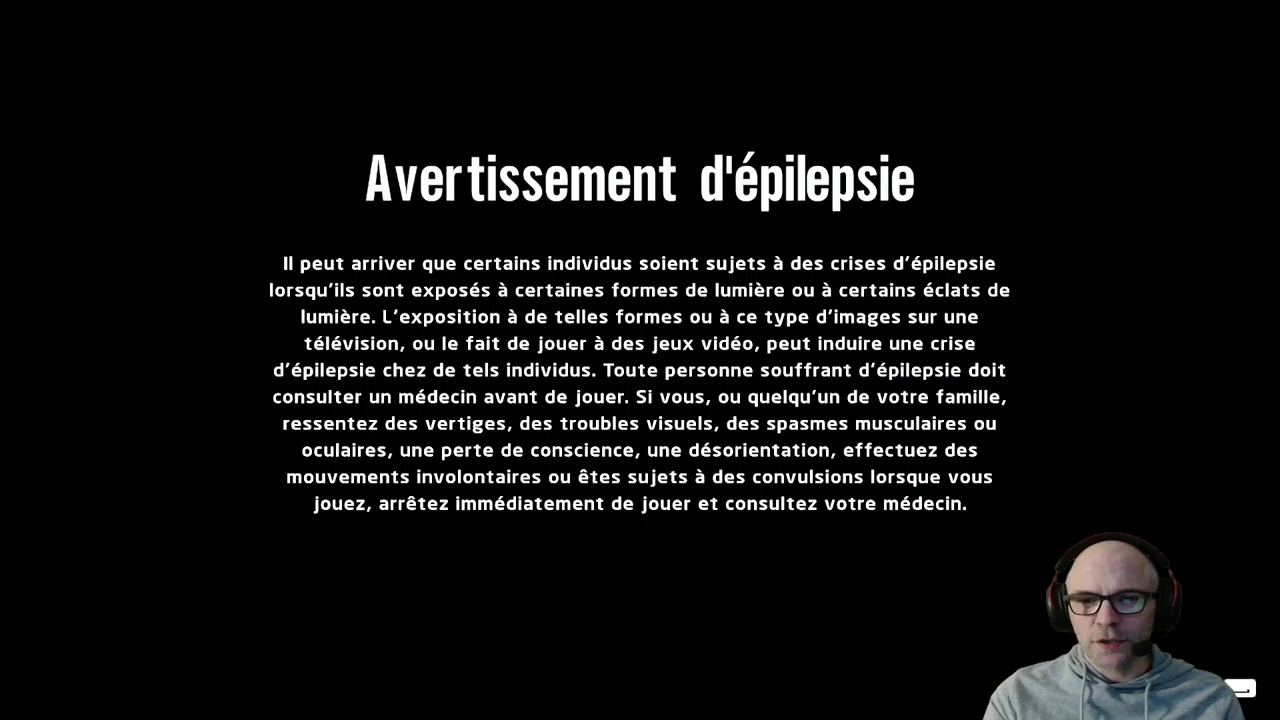 Avertissement d'épilepsie
Il peut arriver que certains individus soient sujets à des crises d'épilepsie
lorsqu'ils sont exposés à certaines formes de lumière ou à certains éclats de
lumière. L'exposition à de telles formes ou à ce type d'images sur une
télévision, ou le fait de jouer à des jeux vidéo, peut induire une crise
d'épilepsie chez de tels individus. Toute personne souffrant d'épilepsie doit
consulter un médecin avant de jouer. Si vous, ou quelqu'un de votre famille,
ressentez des vertiges, des troubles visuels, des spasmes musculaires ou
oculaires, une perte de conscience, une désorientation, effectuez des
mouvements involontaires ou êtes sujets à des convulsions lorsque vous
jouez, arrêtez immédiatement de jouer et consultez votre médecin.